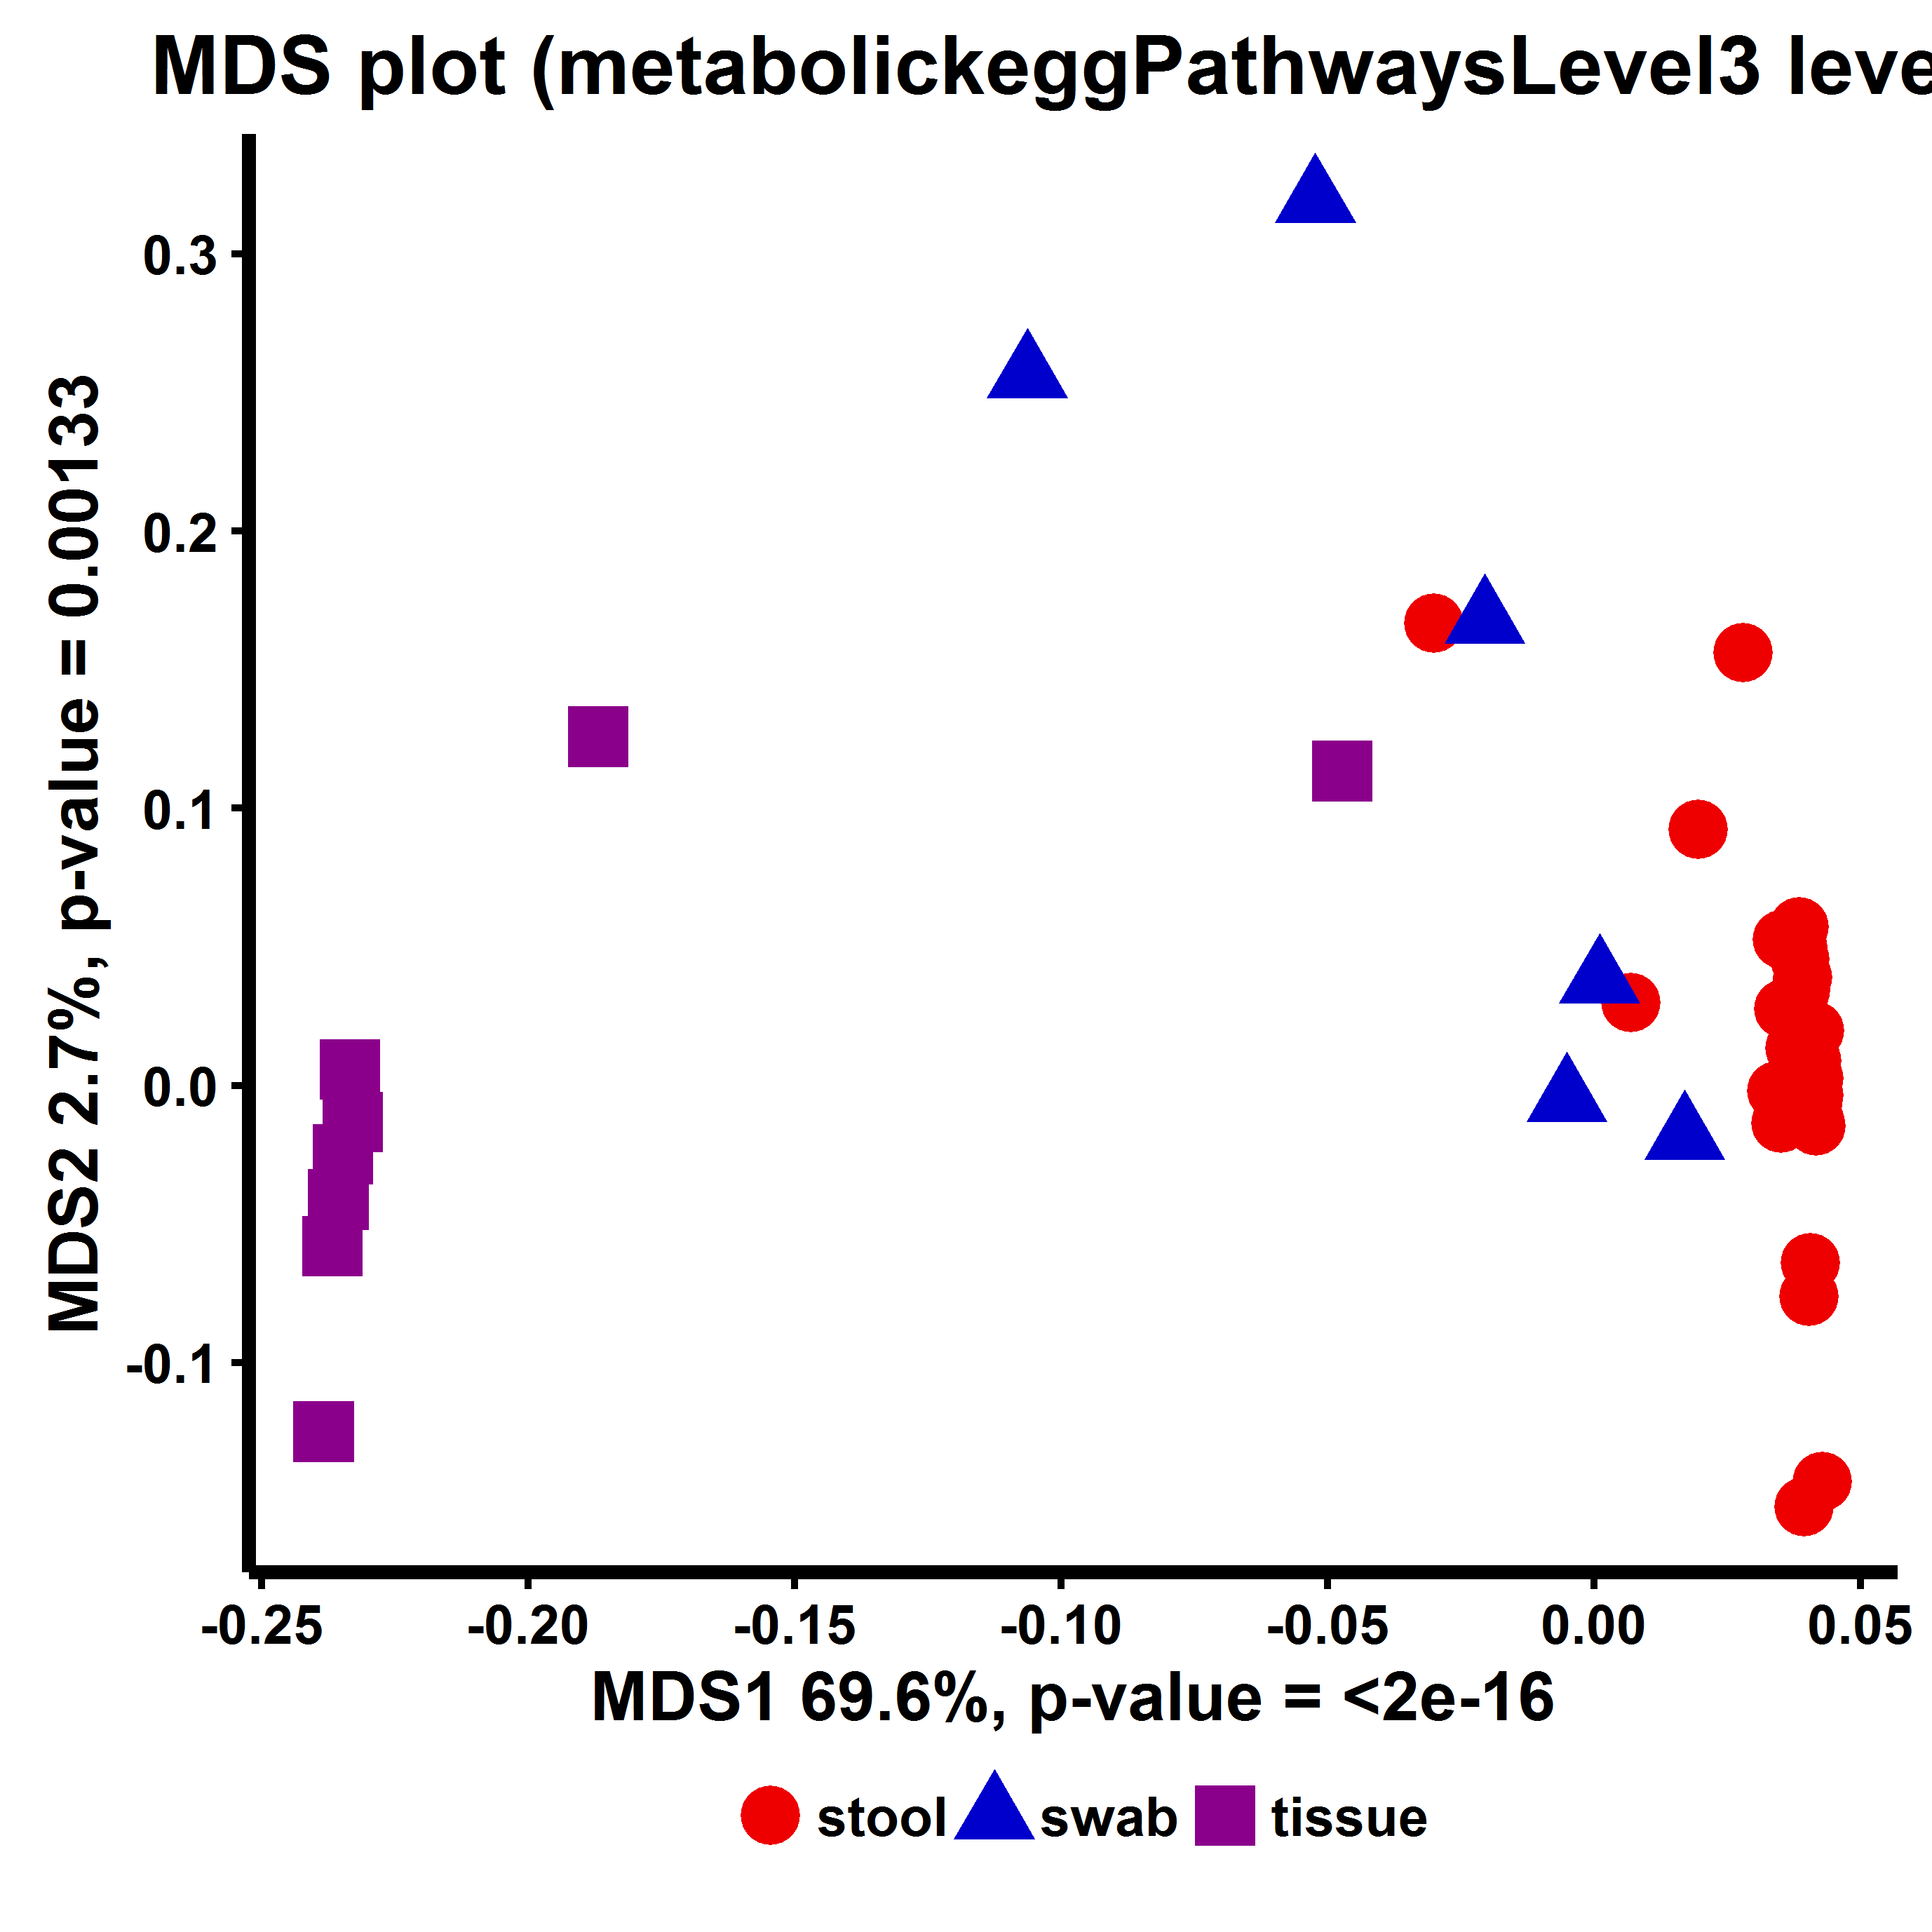 MDS plot (metabolickeggPathwaysLevel3 leve
MDS2 2.7%, p-value = 0.00133
0.3
0.2
0.1
0.0
-0.1
-0.25 -0.20 -0.15 -0.10 -0.05 0.00 0.05
MDS1 69.6%, p-value = <2e-16
stool swab tissue